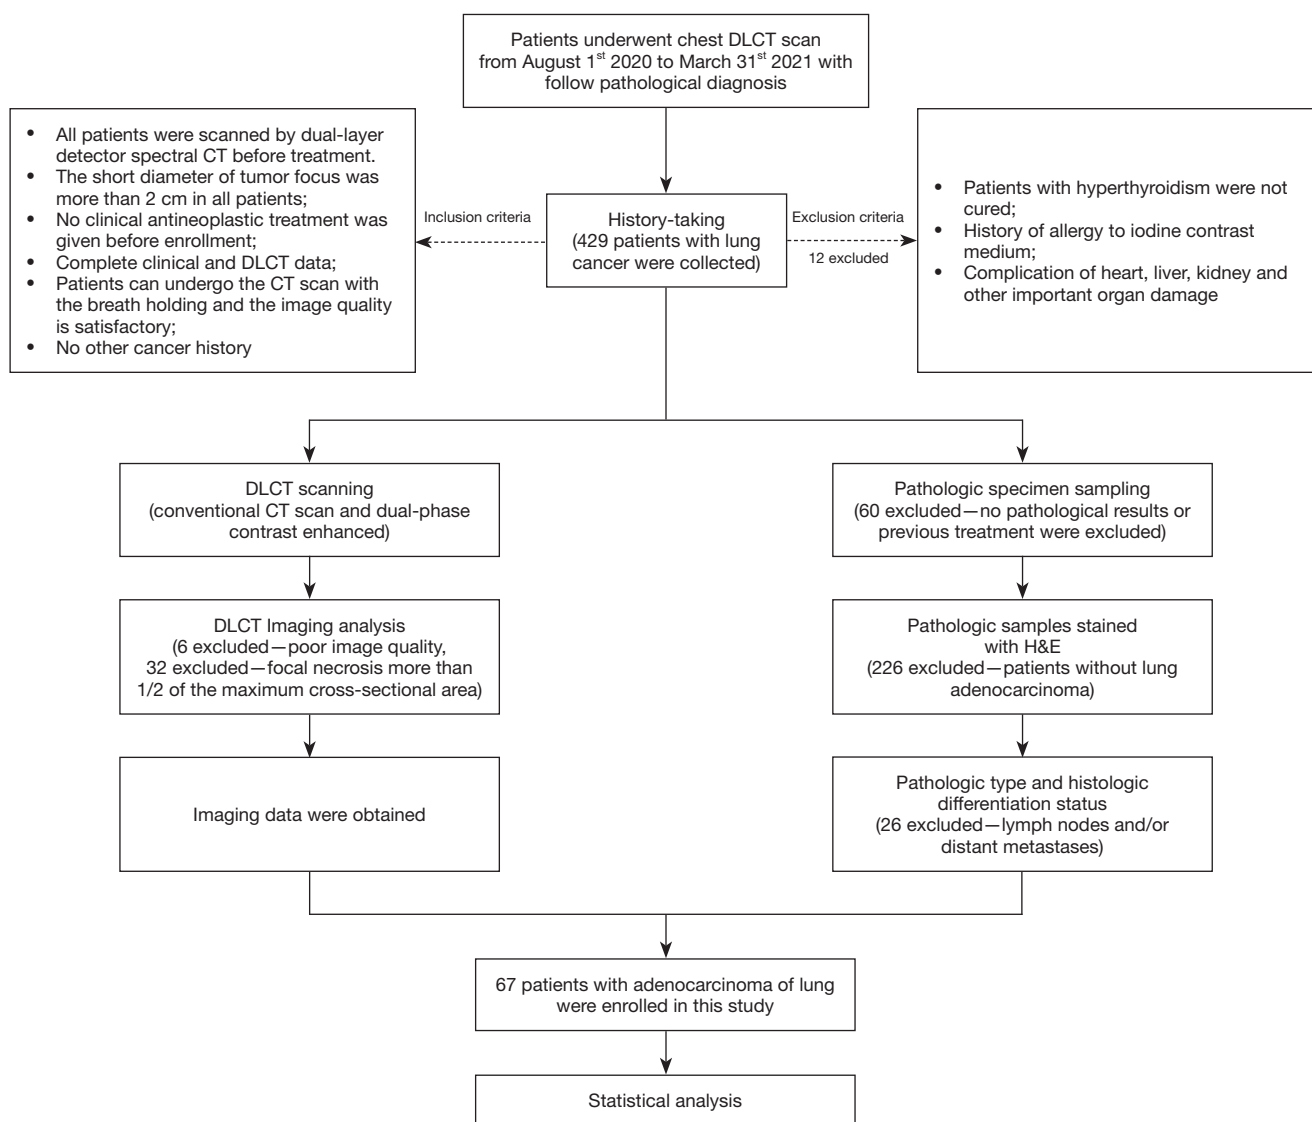 Patients underwent chest DLCT scan
from August 1st 2020 to March 31st 2021 with
follow pathological diagnosis
• All patients were scanned by dual-layer
detector spectral CT before treatment.
• The short diameter of tumor focus was
more than 2 cm in all patients;
• No clinical antineoplastic treatment was
given before enrollment;
• Complete clinical and DLCT data;
• Patients can undergo the CT scan with
the breath holding and the image quality
is satisfactory;
• No other cancer history
Inclusion criteria
History-taking
(429 patients with lung
cancer were collected)
Exclusion criteria
12 excluded
• Patients with hyperthyroidism were not
cured;
• History of allergy to iodine contrast
medium;
• Complication of heart, liver, kidney and
other important organ damage
DLCT scanning
(conventional CT scan and dual-phase
contrast enhanced)
Pathologic specimen sampling
(60 excluded—no pathological results or
previous treatment were excluded)
DLCT Imaging analysis
(6 excluded—poor image quality,
32 excluded—focal necrosis more than
1/2 of the maximum cross-sectional area)
Pathologic samples stained
with H&E
(226 excluded—patients without lung
adenocarcinoma)
Imaging data were obtained
Pathologic type and histologic
differentiation status
(26 excluded—lymph nodes and/or
distant metastases)
67 patients with adenocarcinoma of lung
were enrolled in this study
Statistical analysis